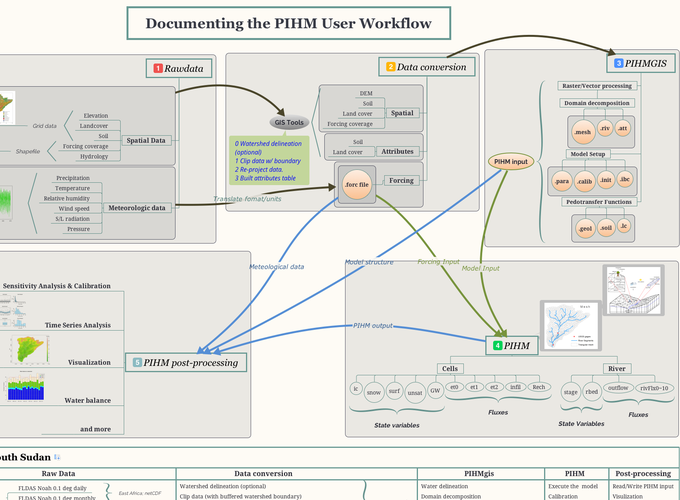 Documenting the PIHM User Workflow
1 Rawdata
Grid data
Elevation
Landcover
Soil
Forcing coverage
Hydrology
Shapefile
Spatial Data
Precipitation
Temperature
Relative humidity
Wind speed
S/L radiation
Pressure
Meteorologic data
2 Data conversion
GIS Tools
DEM
Soil
Land cover
Forcing coverage
Spatial
Soil
Land cover
Attributes
.forc file
Forcing
0 Watershed delineation
(optional)
1 Clip data w/ boundary
2 Re-project data.
3 Built attributes table
Translate fomat/units
3 PIHMGIS
Raster/Vector processing
Domain decomposition
.mesh
.riv
.att
Model Setup
.para
.calib
.init
.ibc
Pedotransfer Functions
.geol
.soil
.lc
PIHM input
Meteological data
Model structure
Forcing Input
Model Input
PIHM output
Sensitivity Analysis & Calibration
Time Series Analysis
Visualization
Water balance
and more
5 PIHM post-processing
4 PIHM
Cells
River
ic
snow
surf
unsat
GW
et0
et1
et2
infil
Rech
stage
rbed
outflow
rivFlx0~10
State variables
Fluxes
State Variables
Fluxes
outh Sudan
Raw Data
Data conversion
PIHMgis
PIHM
Post-processing
FLDAS Noah 0.1 deg daily
FLDAS Noah 0.1 deg monthly
East Africa: netCDF
Watershed delineation (optional)
Clip data (with buffered watershed boundary)
Water delineation
Domain decomposition
Execute the model
Calibration
Read/Write PIHM input
Visulization